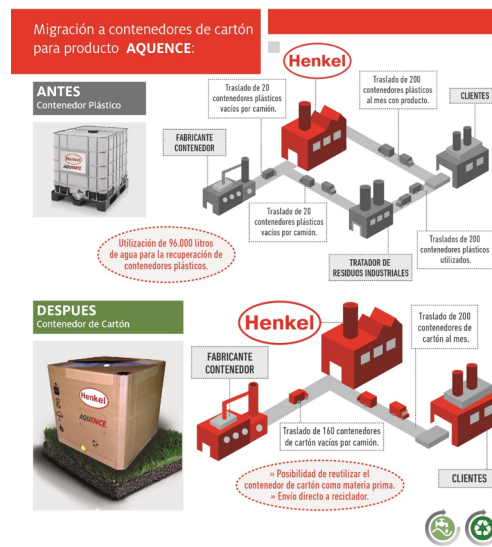 Migración a contenedores de cartón
para producto AQUENCE:
ANTES
Contenedor Plástico
Henkel
AQUENCE
Henkel
Traslado de 20
contenedores plásticos
vacíos por camión.
Traslado de 200
contenedores plásticos
al mes con producto.
CLIENTES
FABRICANTE
CONTENEDOR
Traslado de 20
contenedores plásticos
vacíos por camión.
Traslados de 200
contenedores plásticos
utilizados.
TRATADOR DE
RESIDUOS INDUSTRIALES
Utilización de 96.000 litros
de agua para la recuperación de
contenedores plásticos.
DESPUES
Contenedor de Cartón
Henkel
AQUENCE
Henkel
Traslado de 200
contenedores de
cartón al mes.
FABRICANTE
CONTENEDOR
Traslado de 160 contenedores
de cartón vacíos por camión.
CLIENTES
» Posibilidad de reutilizar el
contenedor de cartón como materia prima.
» Envío directo a reciclador.